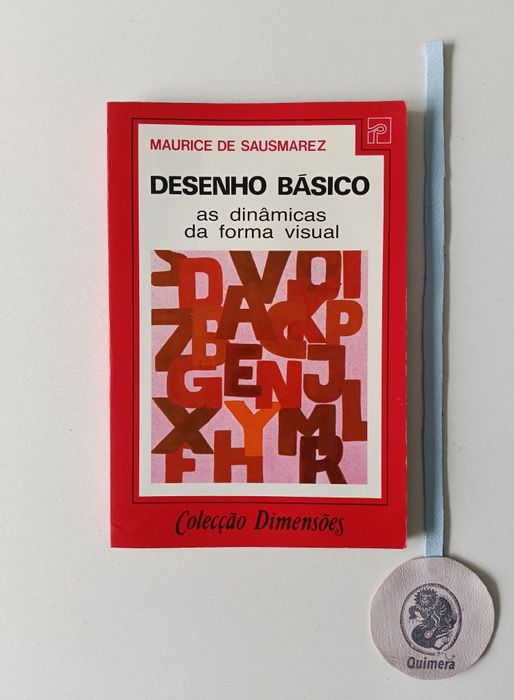 MAURICE DE SAUSMAREZ
DESENHO BÁSICO
as dinâmicas
da forma visual
D A V O I
Z B A C K P
G E N J
X Y M L
F H R
Colecção Dimensões
Quimera